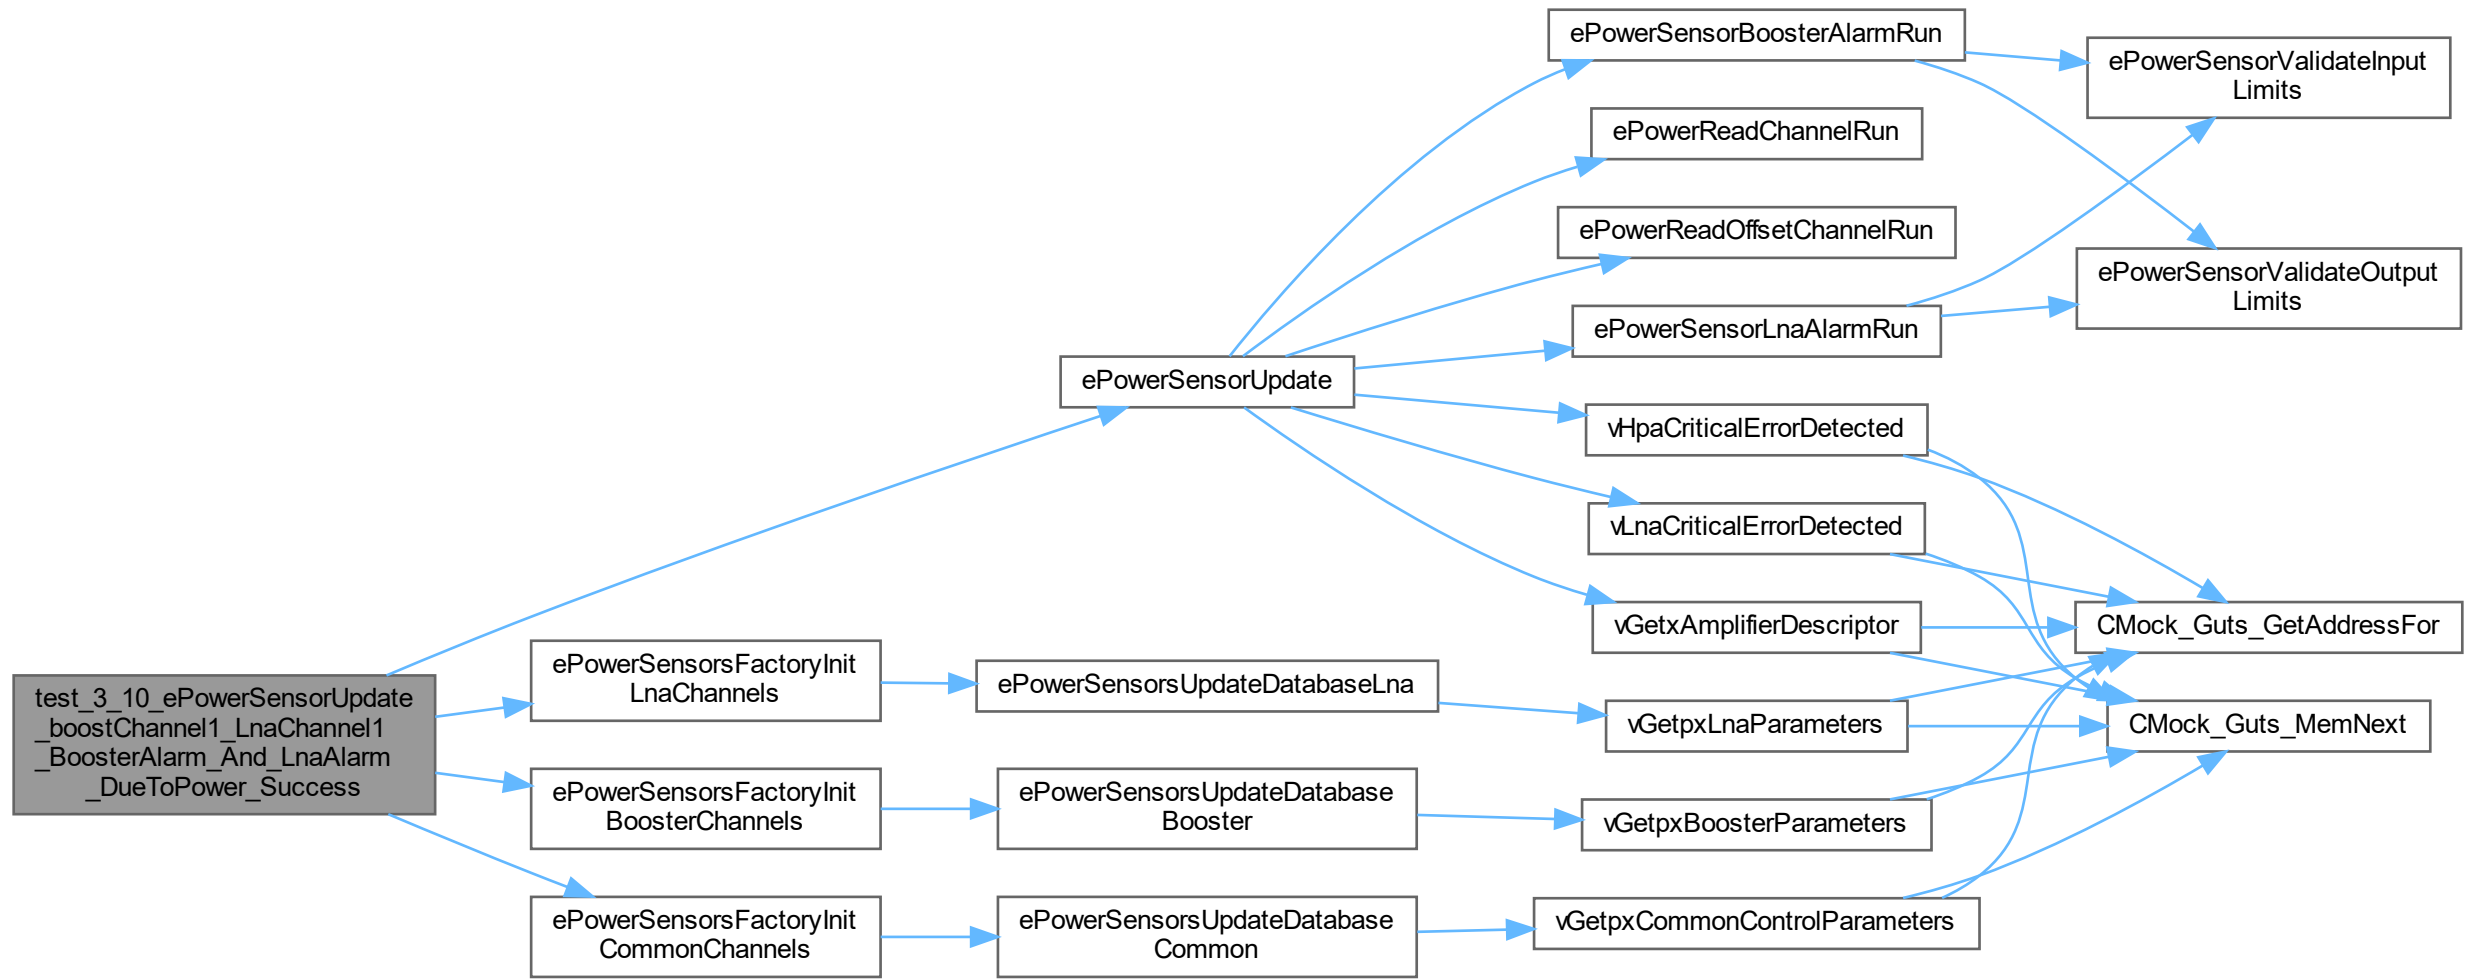 test_3_10_ePowerSensorUpdate
_boostChannel1_LnaChannel1
_BoosterAlarm_And_LnaAlarm
_DueToPower_Success
ePowerSensorsFactoryInit
LnaChannels
ePowerSensorsFactoryInit
BoosterChannels
ePowerSensorsFactoryInit
CommonChannels
ePowerSensorUpdate
ePowerSensorsUpdateDatabaseLna
ePowerSensorsUpdateDatabase
Booster
ePowerSensorsUpdateDatabase
Common
ePowerSensorBoosterAlarmRun
ePowerReadChannelRun
ePowerReadOffsetChannelRun
ePowerSensorLnaAlarmRun
vHpaCriticalErrorDetected
vLnaCriticalErrorDetected
vGetxAmplifierDescriptor
vGetpxLnaParameters
vGetpxBoosterParameters
vGetpxCommonControlParameters
ePowerSensorValidateInput
Limits
ePowerSensorValidateOutput
Limits
CMock_Guts_GetAddressFor
CMock_Guts_MemNext